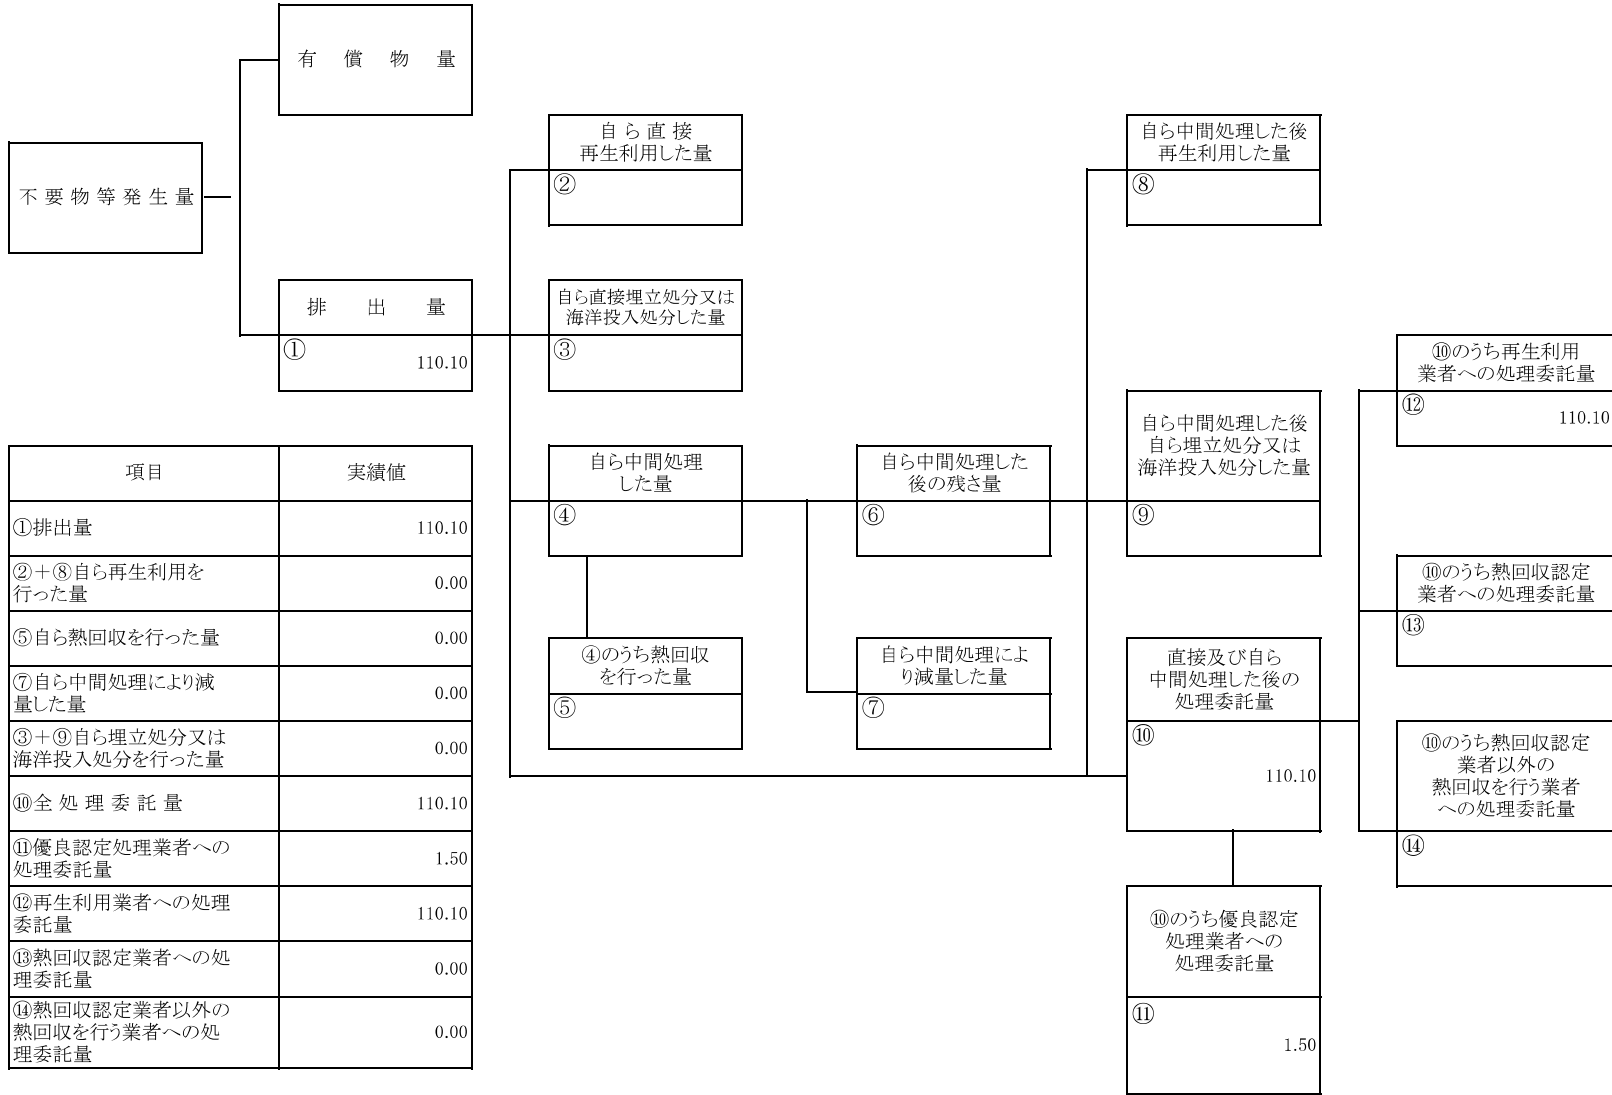 有償物量
不要物等発生量
排出量
①
110.10
自ら直接
再生利用した量
②
自ら直接埋立処分又は
海洋投入処分した量
③
自ら中間処理
した量
④
④のうち熱回収
を行った量
⑤
自ら中間処理した
後の残さ量
⑥
自ら中間処理によ
り減量した量
⑦
自ら中間処理した後
再生利用した量
⑧
自ら中間処理した後
自ら埋立処分又は
海洋投入処分した量
⑨
直接及び自ら
中間処理した後の
処理委託量
⑩
110.10
⑩のうち優良認定
処理業者への
処理委託量
⑪
1.50
⑩のうち再生利用
業者への処理委託量
⑫
110.10
⑩のうち熱回収認定
業者への処理委託量
⑬
⑩のうち熱回収認定
業者以外の
熱回収を行う業者
への処理委託量
⑭
項目 実績値
①排出量 110.10
②＋⑧自ら再生利用を
行った量 0.00
⑤自ら熱回収を行った量 0.00
⑦自ら中間処理により減
量した量 0.00
③＋⑨自ら埋立処分又は
海洋投入処分を行った量 0.00
⑩全処理委託量 110.10
⑪優良認定処理業者への
処理委託量 1.50
⑫再生利用業者への処理
委託量 110.10
⑬熱回収認定業者への処
理委託量 0.00
⑭熱回収認定業者以外の
熱回収を行う業者への処
理委託量 0.00